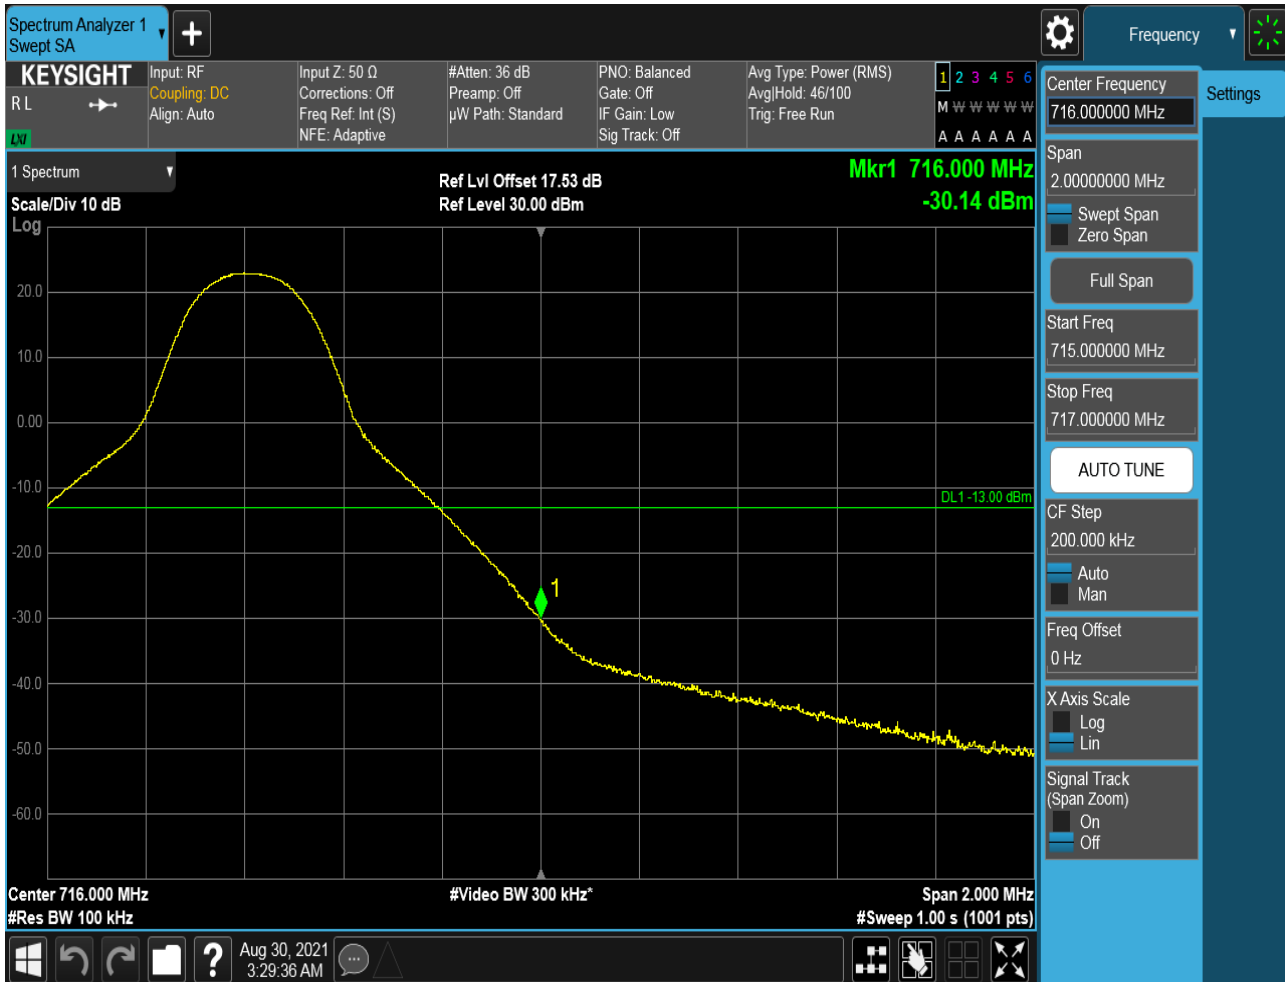 Spectrum Analyzer 1
Swept SA
Frequency
KEYSIGHT
R L
LXI
Input: RF
Coupling: DC
Align: Auto
Input Z: 50 Ω
Corrections: Off
Freq Ref: Int (S)
NFE: Adaptive
#Atten: 36 dB
Preamp: Off
µW Path: Standard
PNO: Balanced
Gate: Off
IF Gain: Low
Sig Track: Off
Avg Type: Power (RMS)
Avg|Hold: 46/100
Trig: Free Run
1 2 3 4 5 6
M W W W W W
A A A A A A
1 Spectrum
Scale/Div 10 dB
Log
Ref Lvl Offset 17.53 dB
Ref Level 30.00 dBm
Mkr1 716.000 MHz
-30.14 dBm
20.0
10.0
0.00
-10.0
-20.0
-30.0
-40.0
-50.0
-60.0
DL1 -13.00 dBm
1
Center 716.000 MHz
#Res BW 100 kHz
#Video BW 300 kHz*
Span 2.000 MHz
#Sweep 1.00 s (1001 pts)
Center Frequency
716.000000 MHz
Settings
Span
2.00000000 MHz
Swept Span
Zero Span
Full Span
Start Freq
715.000000 MHz
Stop Freq
717.000000 MHz
AUTO TUNE
CF Step
200.000 kHz
Auto
Man
Freq Offset
0 Hz
X Axis Scale
Log
Lin
Signal Track
(Span Zoom)
On
Off
?
Aug 30, 2021
3:29:36 AM